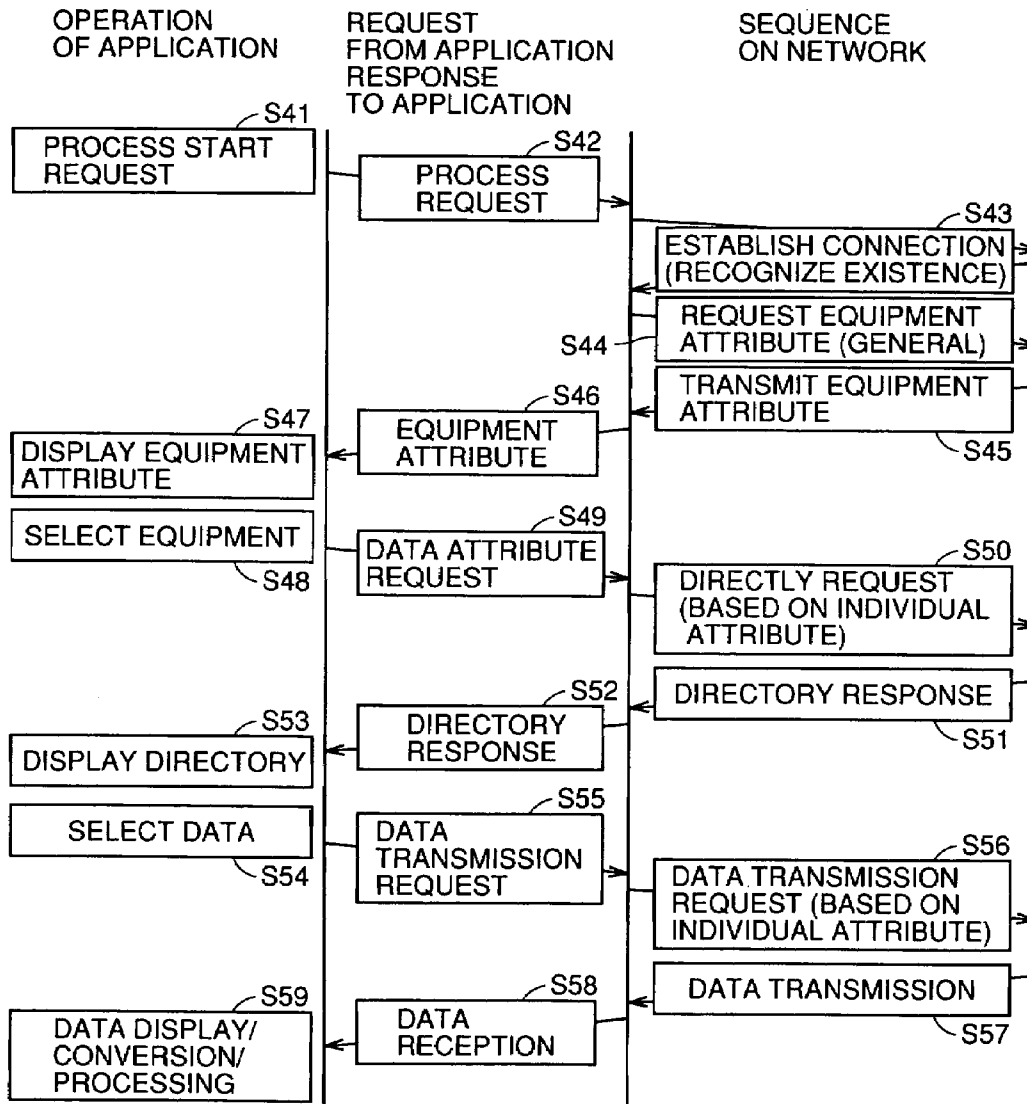 OPERATION
OF APPLICATION
REQUEST
FROM APPLICATION
RESPONSE
TO APPLICATION
SEQUENCE
ON NETWORK
S41
PROCESS START
REQUEST
S42
PROCESS
REQUEST
S43
ESTABLISH CONNECTION
(RECOGNIZE EXISTENCE)
S44
REQUEST EQUIPMENT
ATTRIBUTE (GENERAL)
TRANSMIT EQUIPMENT
ATTRIBUTE
S45
S46
EQUIPMENT
ATTRIBUTE
S47
DISPLAY EQUIPMENT
ATTRIBUTE
SELECT EQUIPMENT
S48
S49
DATA ATTRIBUTE
REQUEST
S50
DIRECTLY REQUEST
(BASED ON INDIVIDUAL
ATTRIBUTE)
DIRECTORY RESPONSE
S51
S52
DIRECTORY
RESPONSE
S53
DISPLAY DIRECTORY
SELECT DATA
S54
S55
DATA
TRANSMISSION
REQUEST
S56
DATA TRANSMISSION
REQUEST (BASED ON
INDIVIDUAL ATTRIBUTE)
DATA TRANSMISSION
S57
S58
DATA
RECEPTION
S59
DATA DISPLAY/
CONVERSION/
PROCESSING